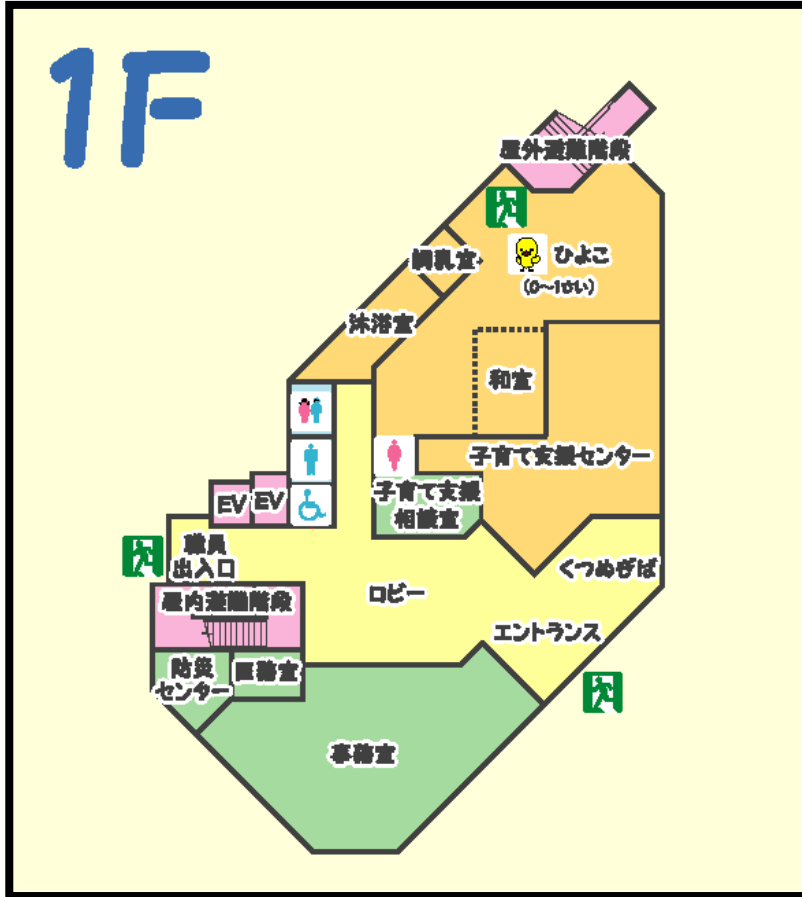 1F
屋外避難階段
ひよこ
(0〜1さい)
調乳室
沐浴室
和室
子育て支援センター
子育て支援
相談室
EV
EV
職員
出入口
くつぬぎば
ロビー
屋内避難階段
エントランス
防災
センター
医務室
事務室